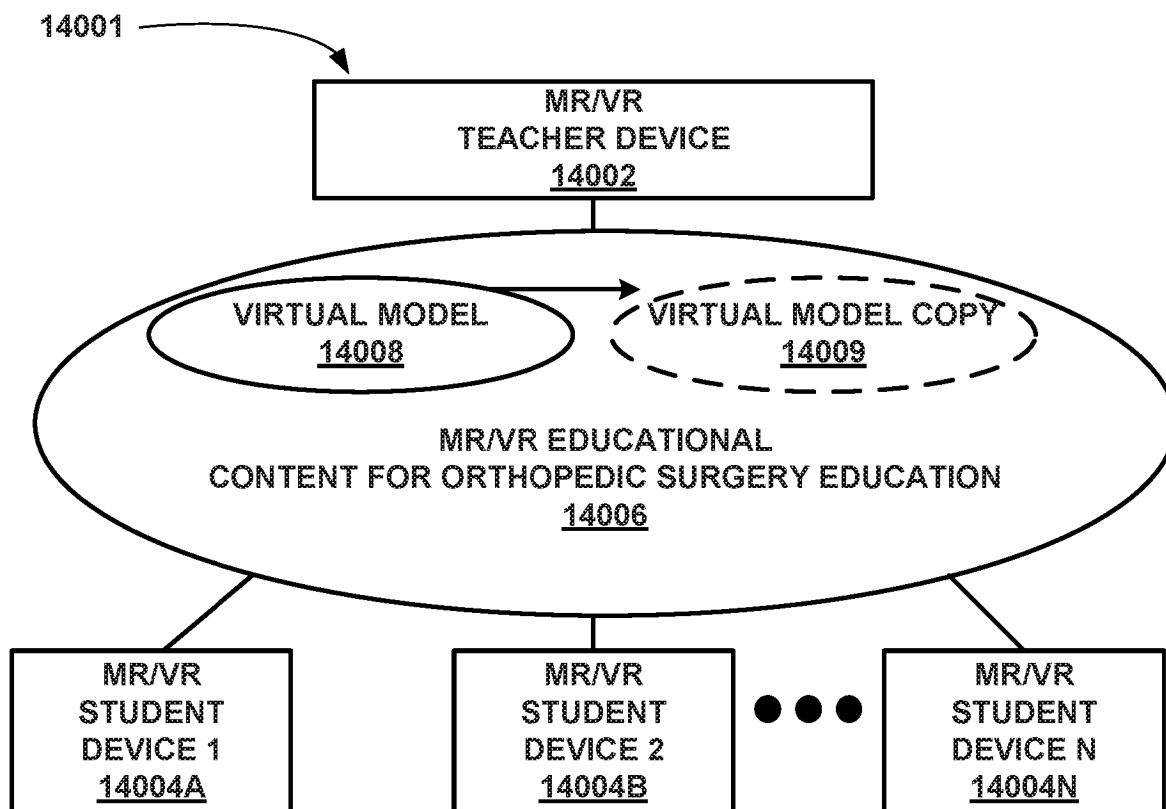 14001
MR/VR
TEACHER DEVICE
14002
VIRTUAL MODEL
14008
VIRTUAL MODEL COPY
14009
MR/VR EDUCATIONAL
CONTENT FOR ORTHOPEDIC SURGERY EDUCATION
14006
MR/VR
STUDENT
DEVICE 1
14004A
MR/VR
STUDENT
DEVICE 2
14004B
MR/VR
STUDENT
DEVICE N
14004N